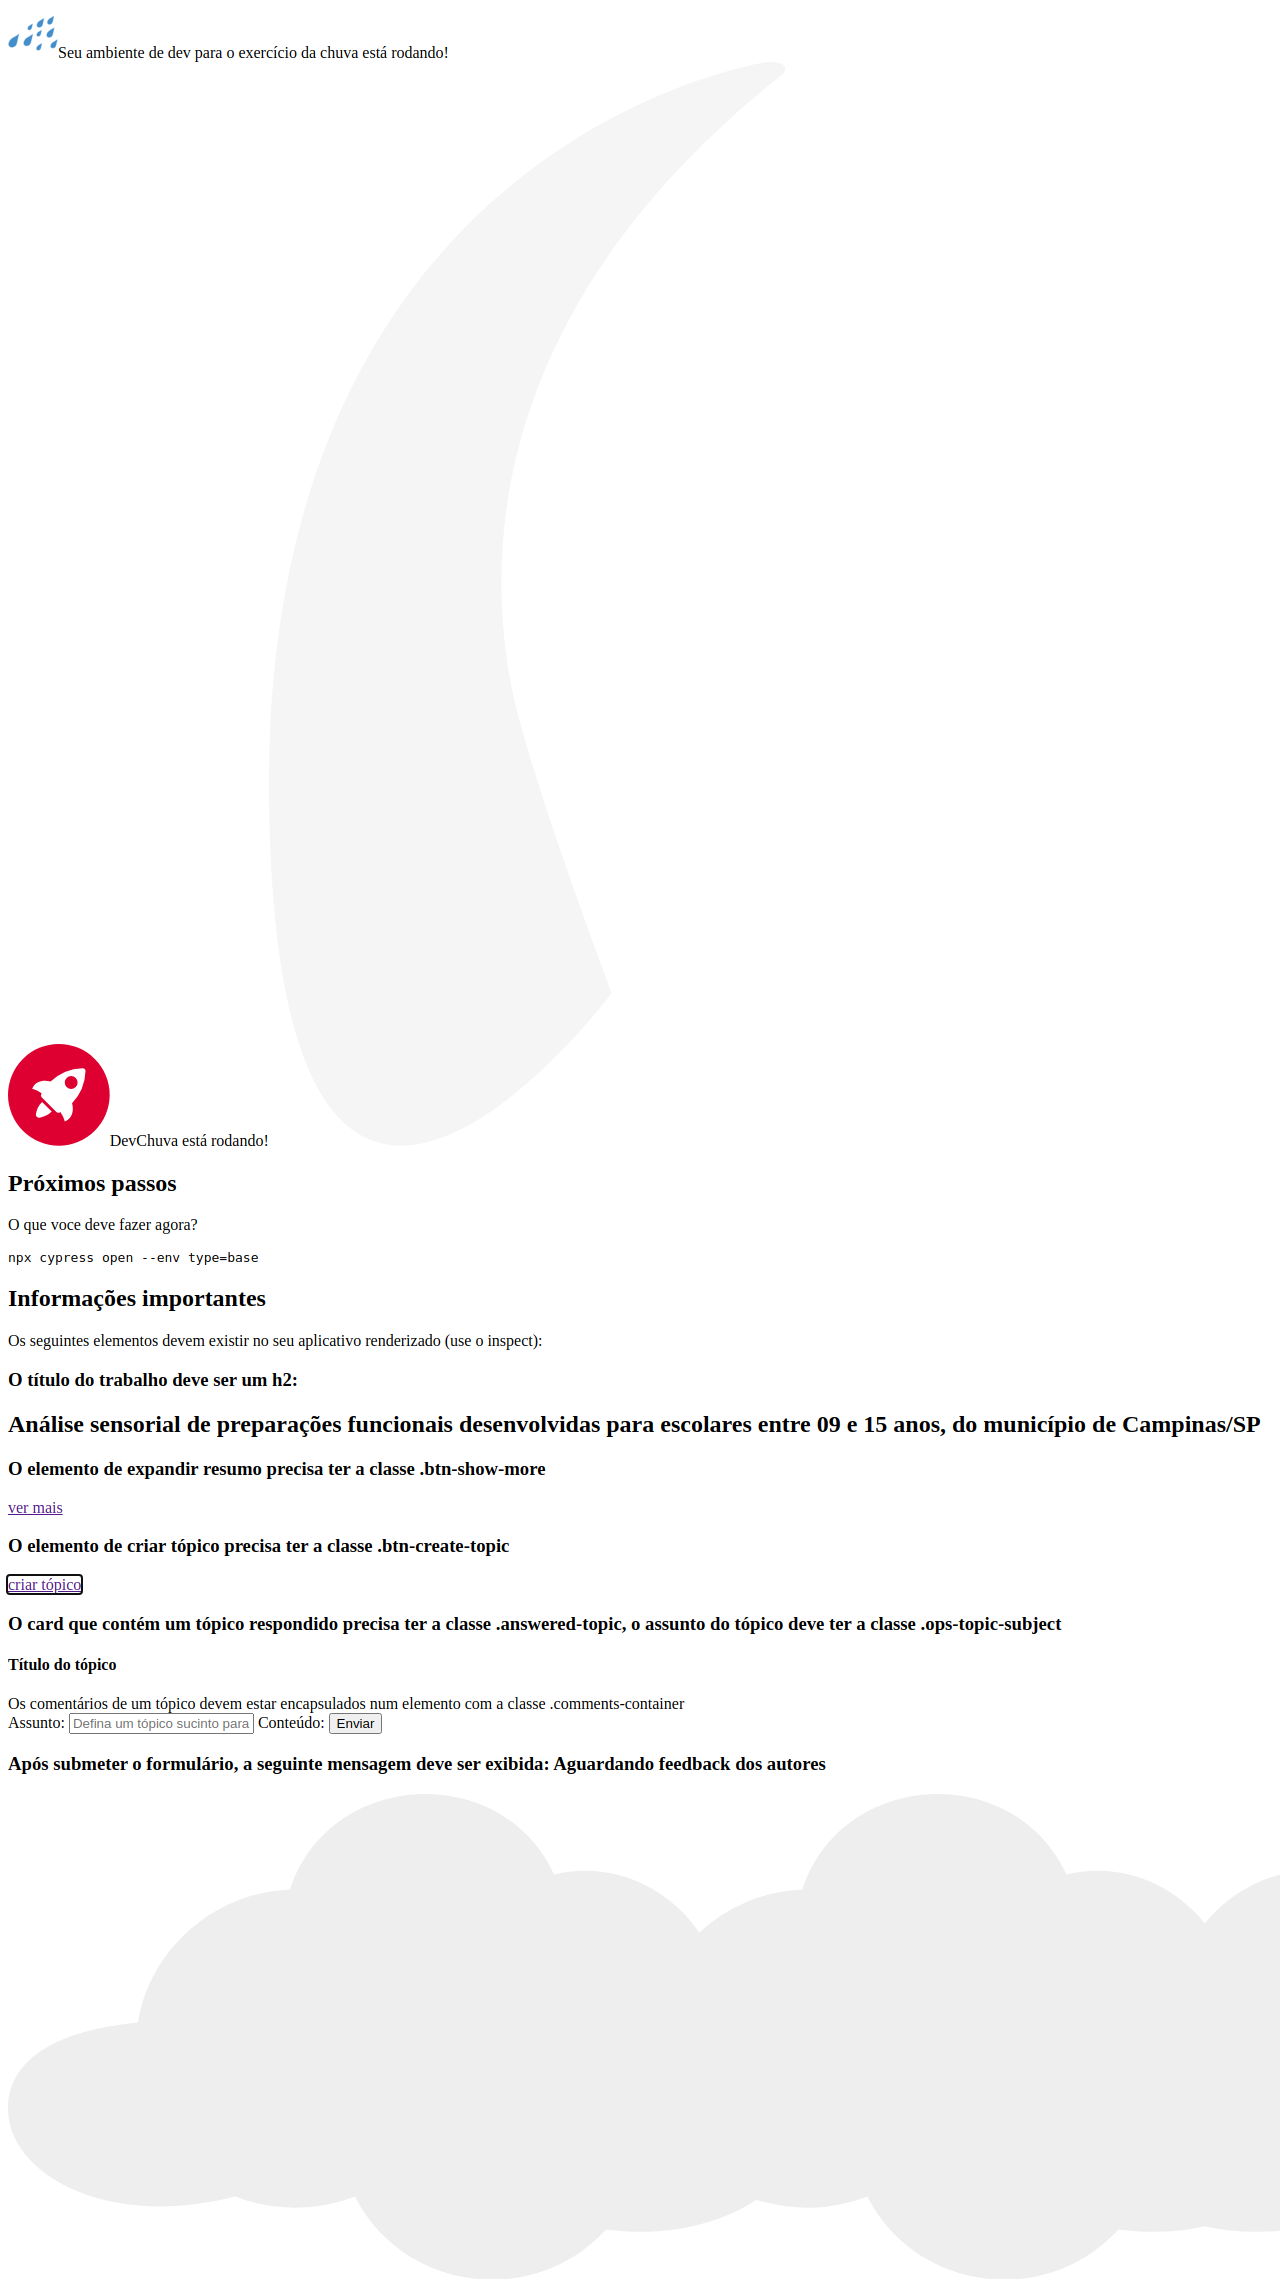 Seu ambiente de dev para o exercício da chuva está rodando!
DevChuva está rodando!
Próximos passos
O que voce deve fazer agora?
npx cypress open --env type=base
Informações importantes
Os seguintes elementos devem existir no seu aplicativo renderizado (use o inspect):
O título do trabalho deve ser um h2:
Análise sensorial de preparações funcionais desenvolvidas para escolares entre 09 e 15 anos, do município de Campinas/SP
O elemento de expandir resumo precisa ter a classe .btn-show-more
ver mais
O elemento de criar tópico precisa ter a classe .btn-create-topic
criar tópico
O card que contém um tópico respondido precisa ter a classe .answered-topic, o assunto do tópico deve ter a classe .ops-topic-subject
Título do tópico
Os comentários de um tópico devem estar encapsulados num elemento com a classe .comments-container
Assunto: Defina um tópico sucinto para Conteúdo: Enviar
Após submeter o formulário, a seguinte mensagem deve ser exibida: Aguardando feedback dos autores